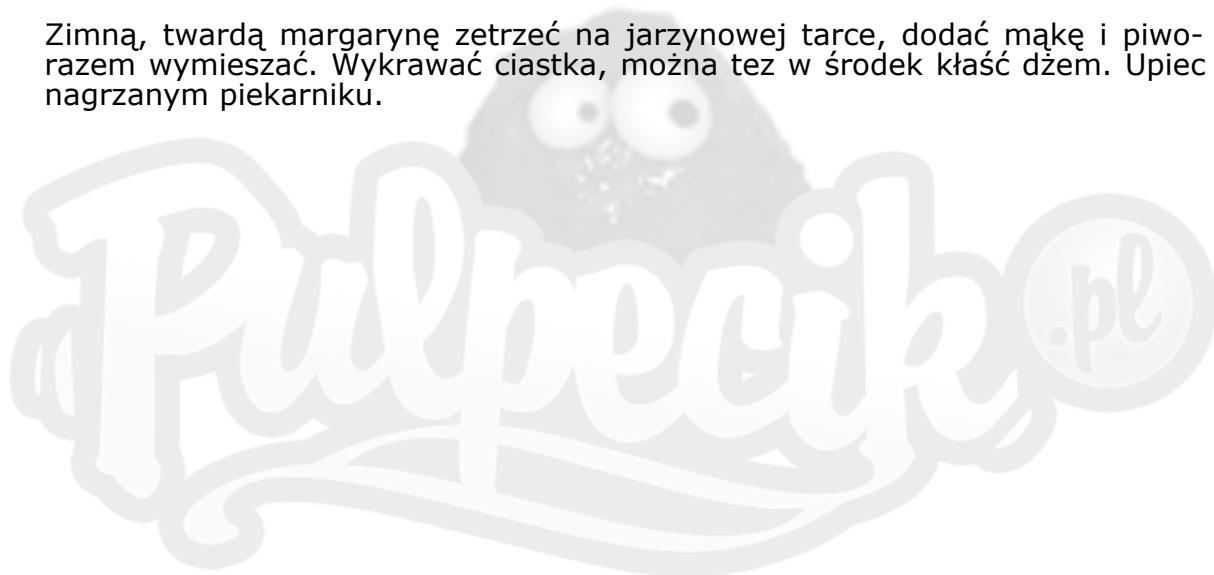 Zimną, twardą margarynę zetrzeć na jarzynowej tarce, dodać mąkę i piwo-
razem wymieszać. Wykrawać ciastka, można tez w środek kłaść dżem. Upiec
nagrzanym piekarniku.
Pulpecik.pl